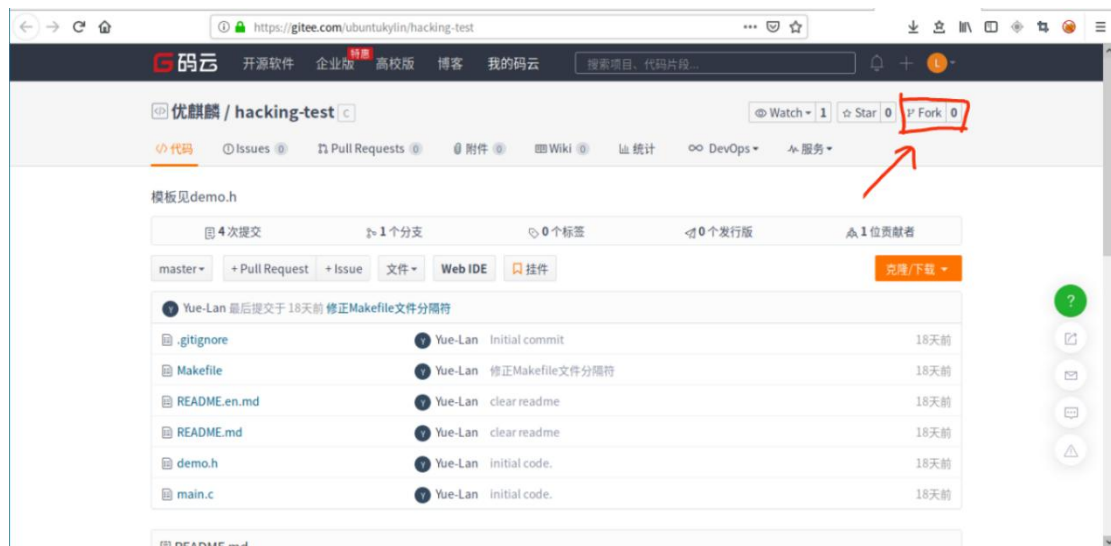 https://gitee.com/ubuntukylin/hacking-test
G码云 开源软件 企业版 特惠 高校版 博客 我的码云 搜索项目、代码片段... L
优麒麟 / hacking-test C Watch 1 Star 0 Fork 0
代码 Issues 0 Pull Requests 0 附件 0 Wiki 0 统计 DevOps 服务
模板见demo.h
4次提交 1个分支 0个标签 0个发行版 1位贡献者
master + Pull Request + Issue 文件 Web IDE 挂件 克隆/下载
Y Yue-Lan 最后提交于 18天前 修正Makefile文件分隔符
.gitignore Y Yue-Lan Initial commit 18天前
Makefile Y Yue-Lan 修正Makefile文件分隔符 18天前
README.en.md Y Yue-Lan clear readme 18天前
README.md Y Yue-Lan clear readme 18天前
demo.h Y Yue-Lan initial code. 18天前
main.c Y Yue-Lan initial code. 18天前
README.md
?